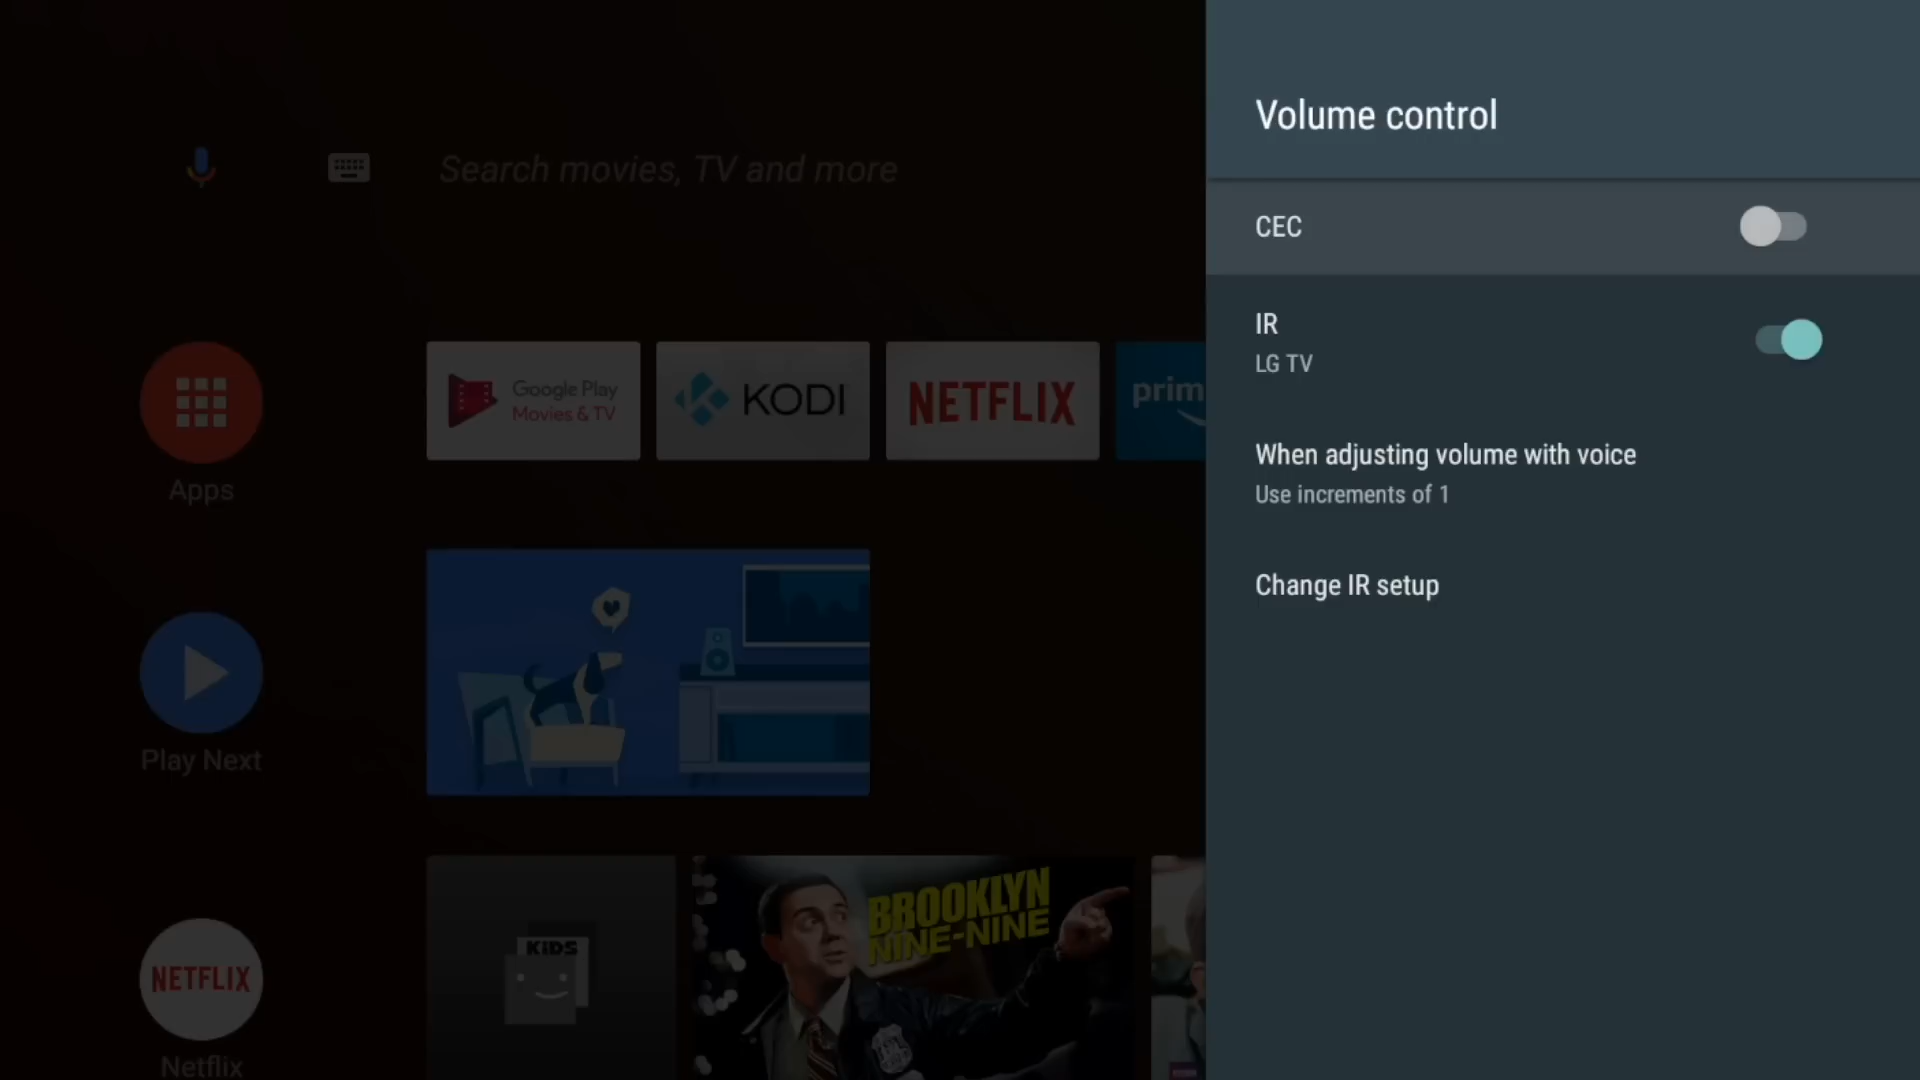 Search movies, TV and more
Apps
Google Play
Movies & TV
KODI
NETFLIX
prim
Play Next
KIDS
BROOKLYN
NINE-NINE
NETFLIX
Netflix
Volume control
CEC
IR
LG TV
When adjusting volume with voice
Use increments of 1
Change IR setup